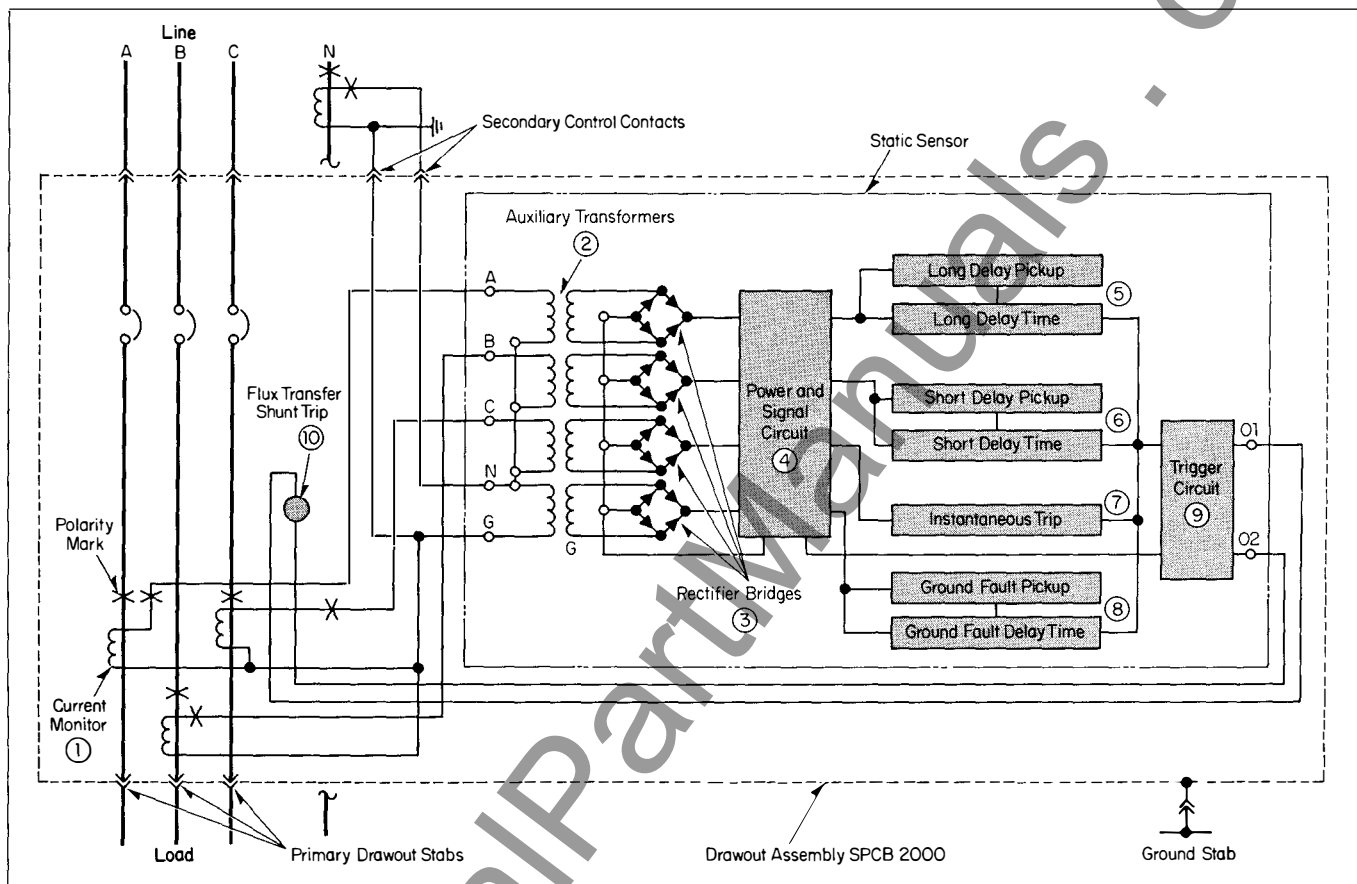 Line
A B C N
Secondary Control Contacts
Static Sensor
Auxiliary Transformers
2
A
B
C
N
G
G
Flux Transfer
Shunt Trip
10
Polarity
Mark
Current
Monitor
1
Rectifier Bridges
3
Power and
Signal
Circuit
4
Long Delay Pickup
Long Delay Time
5
Short Delay Pickup
Short Delay Time
6
Instantaneous Trip
7
Ground Fault Pickup
Ground Fault Delay Time
8
Trigger
Circuit
9
01
02
Load
Primary Drawout Stabs
Drawout Assembly SPCB 2000
Ground Stab